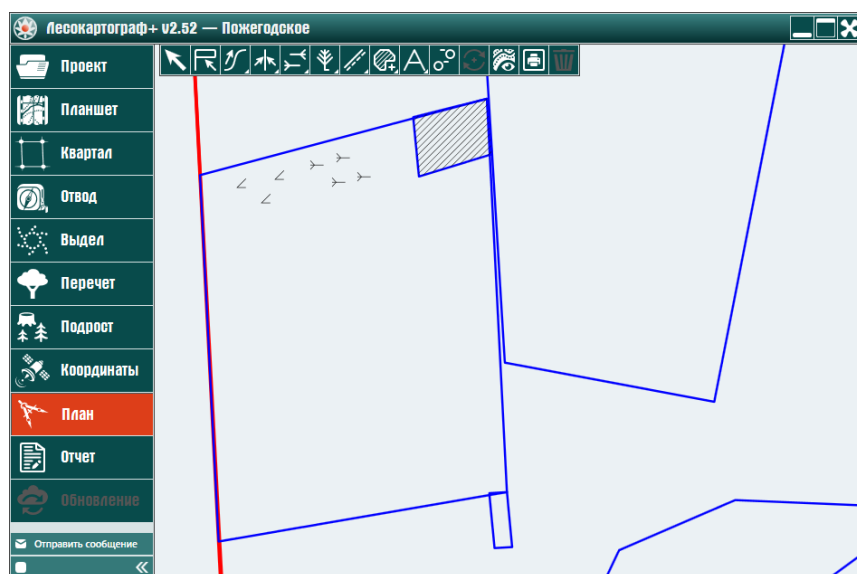 Лесокартограф+ v2.52 — Пожегодское
Проект
Планшет
Квартал
Отвод
Выдел
Перечет
Подрост
Координаты
План
Отчет
Обновление
Отправить сообщение